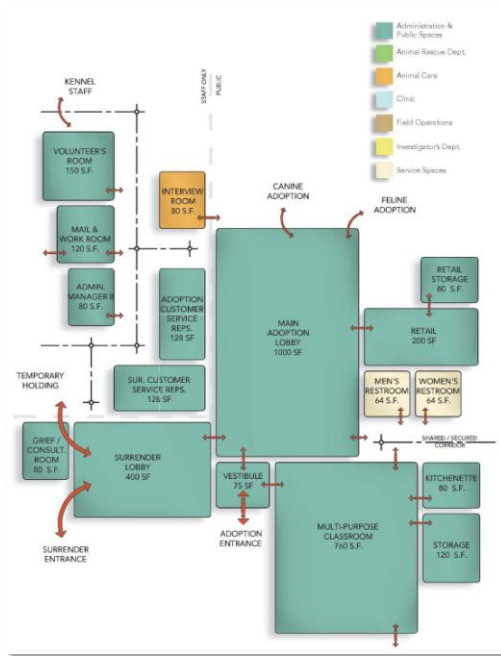 Administration &
Public Spaces
Animal Rescue Dept.
Animal Care
Clinic
Field Operations
Investigator's Dept.
Service Spaces
KENNEL
STAFF
STAFF ONLY
PUBLIC
VOLUNTEER'S
ROOM
150 S.F.
INTERVIEW
ROOM
80 S.F.
CANINE
ADOPTION
FELINE
ADOPTION
MAIL &
WORK ROOM
120 S.F.
ADMIN.
MANAGER II
80 S.F.
ADOPTION
CUSTOMER
SERVICE
REPS.
128 SF
MAIN
ADOPTION
LOBBY
1000 SF
RETAIL
STORAGE
80 S.F.
RETAIL
200 SF
TEMPORARY
HOLDING
SUR. CUSTOMER
SERVICE REPS.
126 SF
MEN'S
RESTROOM
64 S.F.
WOMEN'S
RESTROOM
64 S.F.
SHARED / SECURED
CORRIDOR
GRIEF /
CONSULT.
ROOM
80 S.F.
SURRENDER
LOBBY
400 SF
VESTIBULE
75 SF
KITCHENETTE
80 S.F.
MULTI-PURPOSE
CLASSROOM
760 S.F.
STORAGE
120 S.F.
SURRENDER
ENTRANCE
ADOPTION
ENTRANCE